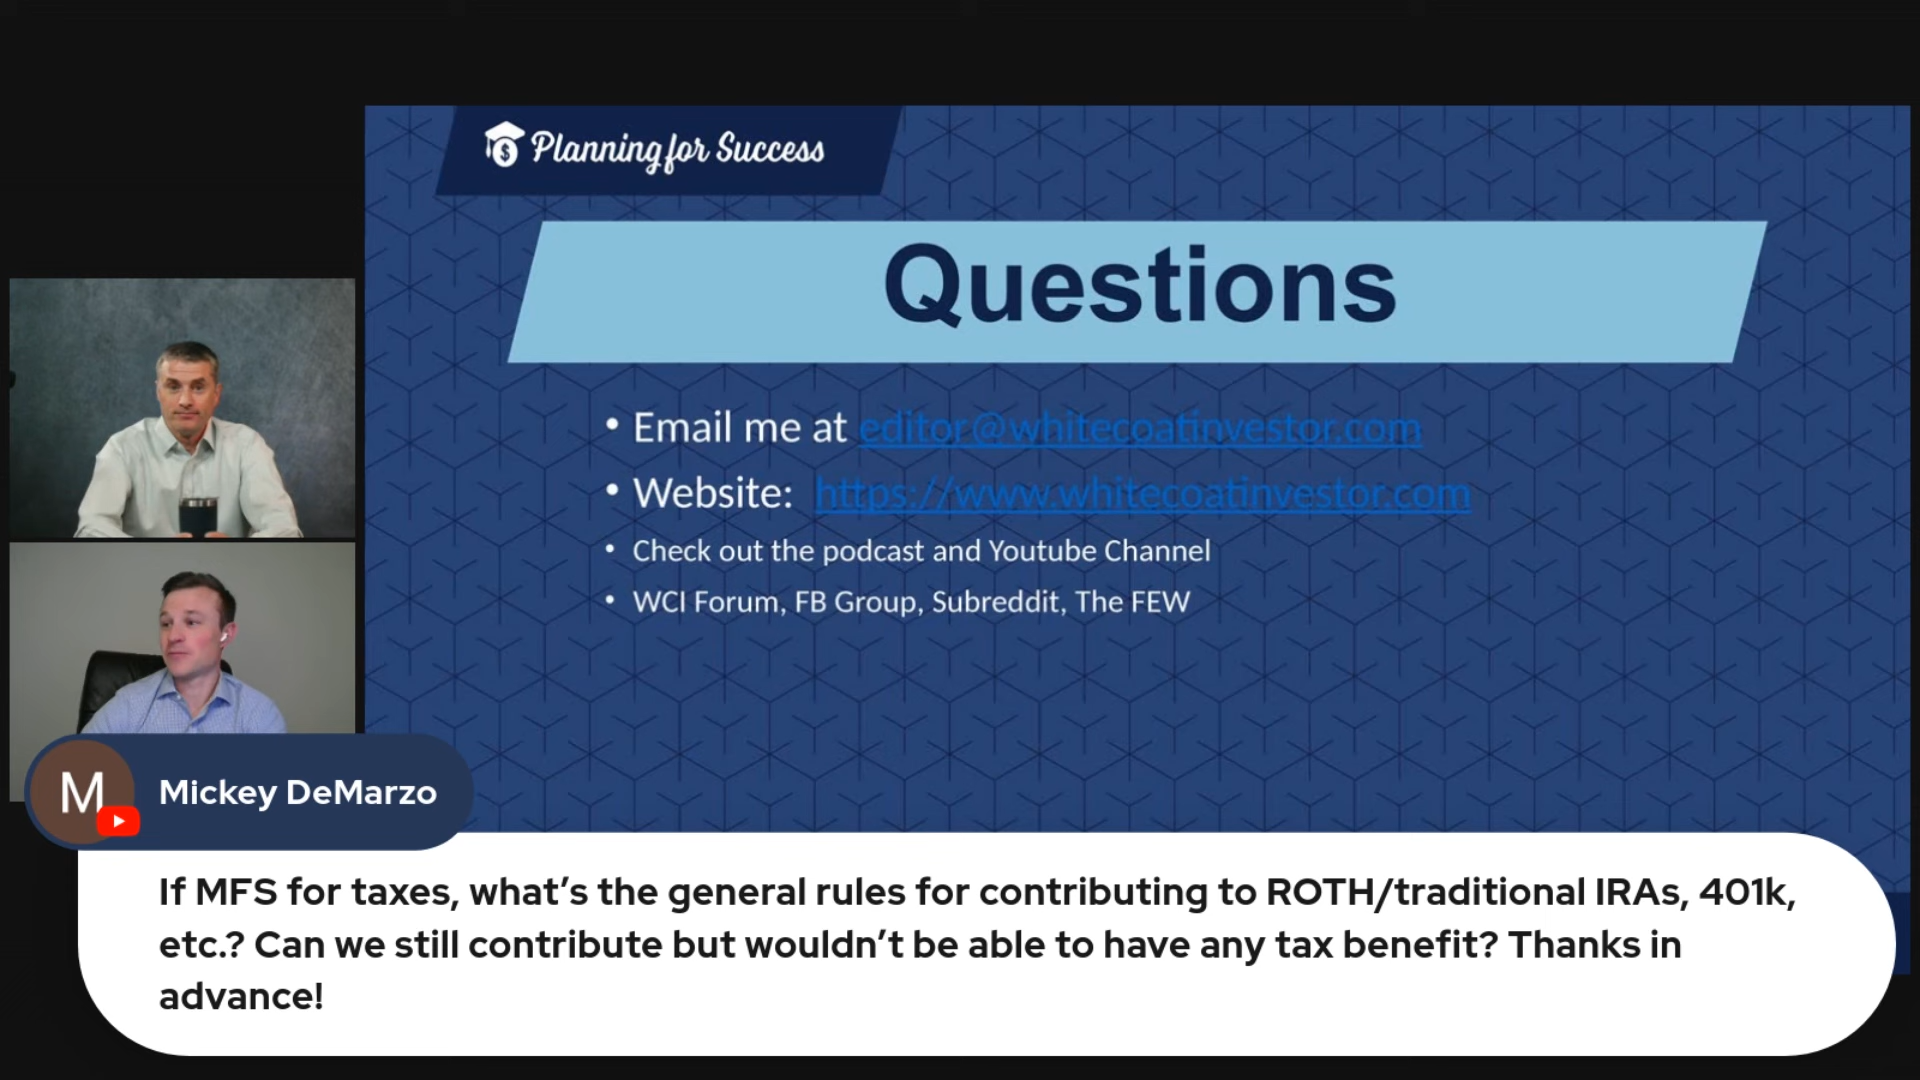 Planning for Success
Questions
• Email me at editor@whitecoatinvestor.com
• Website: https://www.whitecoatinvestor.com
• Check out the podcast and Youtube Channel
• WCI Forum, FB Group, Subreddit, The FEW
M
Mickey DeMarzo
If MFS for taxes, what’s the general rules for contributing to ROTH/traditional IRAs, 401k,
etc.? Can we still contribute but wouldn’t be able to have any tax benefit? Thanks in
advance!